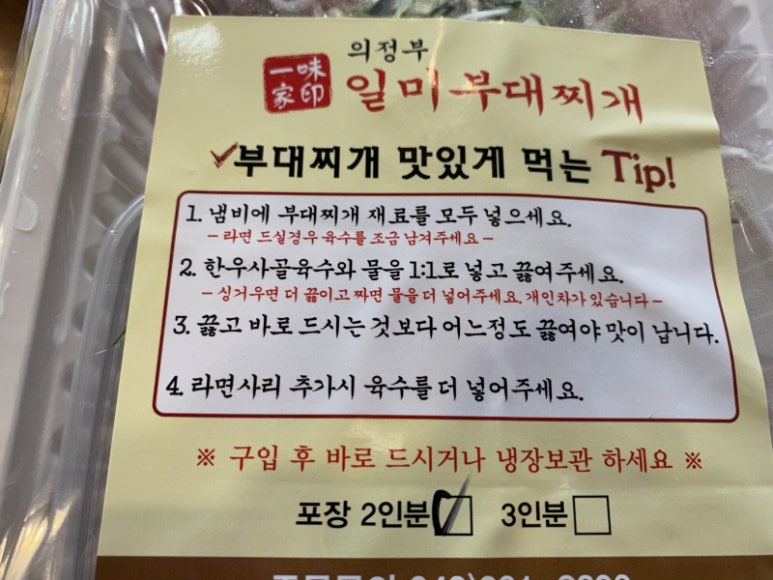 의정부
一味
家印
일미부대찌개
부대찌개 맛있게 먹는 Tip!
1. 냄비에 부대찌개 재료를 모두 넣으세요.
- 라면 드실경우 육수를 조금 남겨주세요 -
2. 한우사골육수와 물을 1:1로 넣고 끓여주세요.
- 싱거우면 더 끓이고 짜면 물을 더 넣어주세요. 개인차가 있습니다 -
3. 끓고 바로 드시는 것보다 어느정도 끓여야 맛이 납니다.
4. 라면사리 추가시 육수를 더 넣어주세요.
※ 구입 후 바로 드시거나 냉장보관 하세요 ※
포장 2인분 3인분